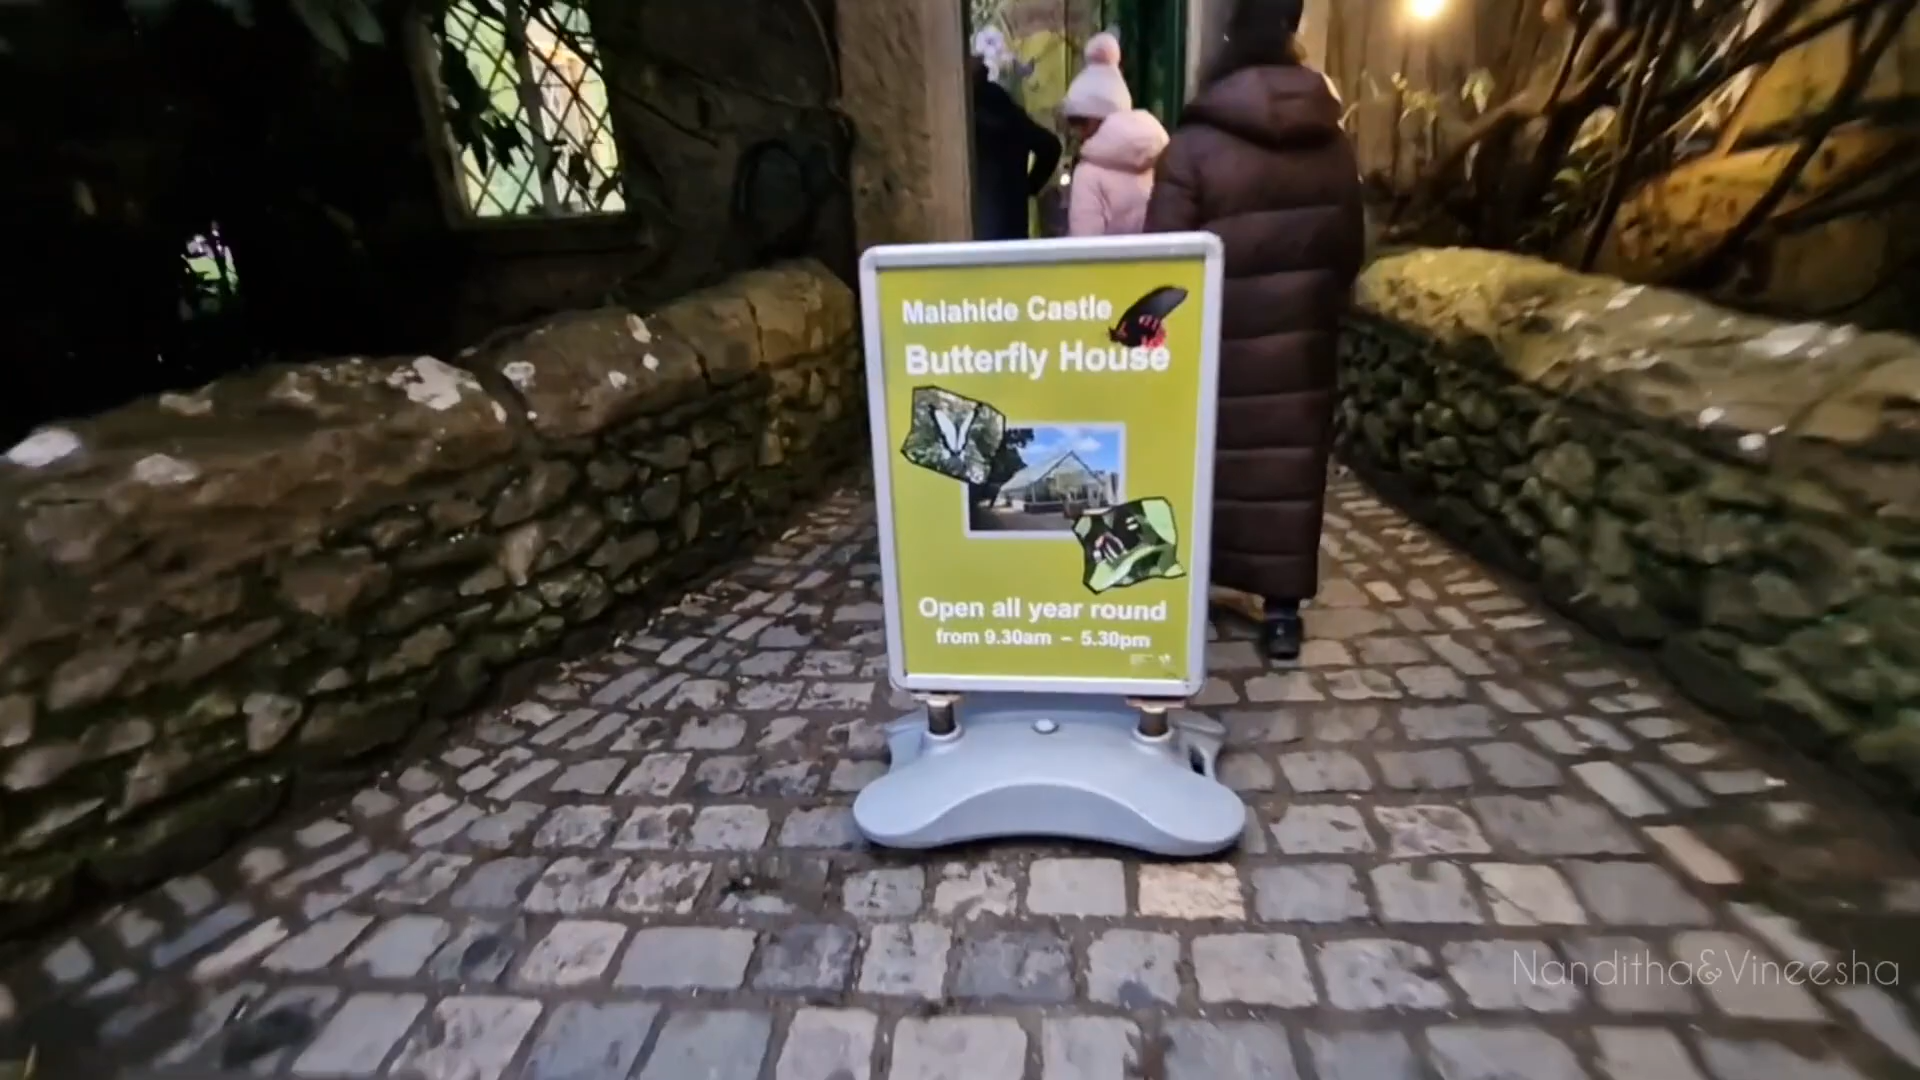 Malahide Castle
Butterfly House
Open all year round
from 9.30am – 5.30pm
Nanditha&Vineesha